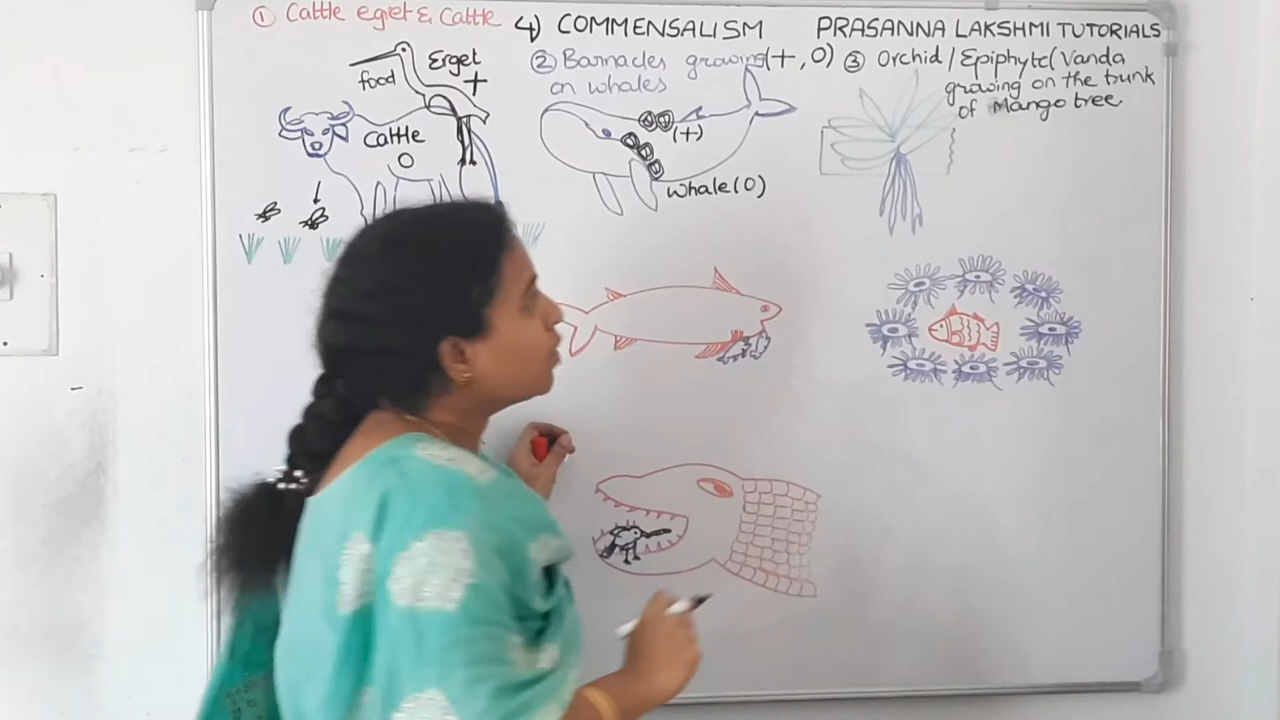 ① Cattle egret & Cattle
4) COMMENSALISM
PRASANNA LAKSHMI TUTORIALS
② Barnacles growing (+, 0)
on whales
③ Orchid / Epiphyte (Vanda
growing on the trunk
of Mango tree
food
Erget
+
Cattle
0
(+)
whale (0)